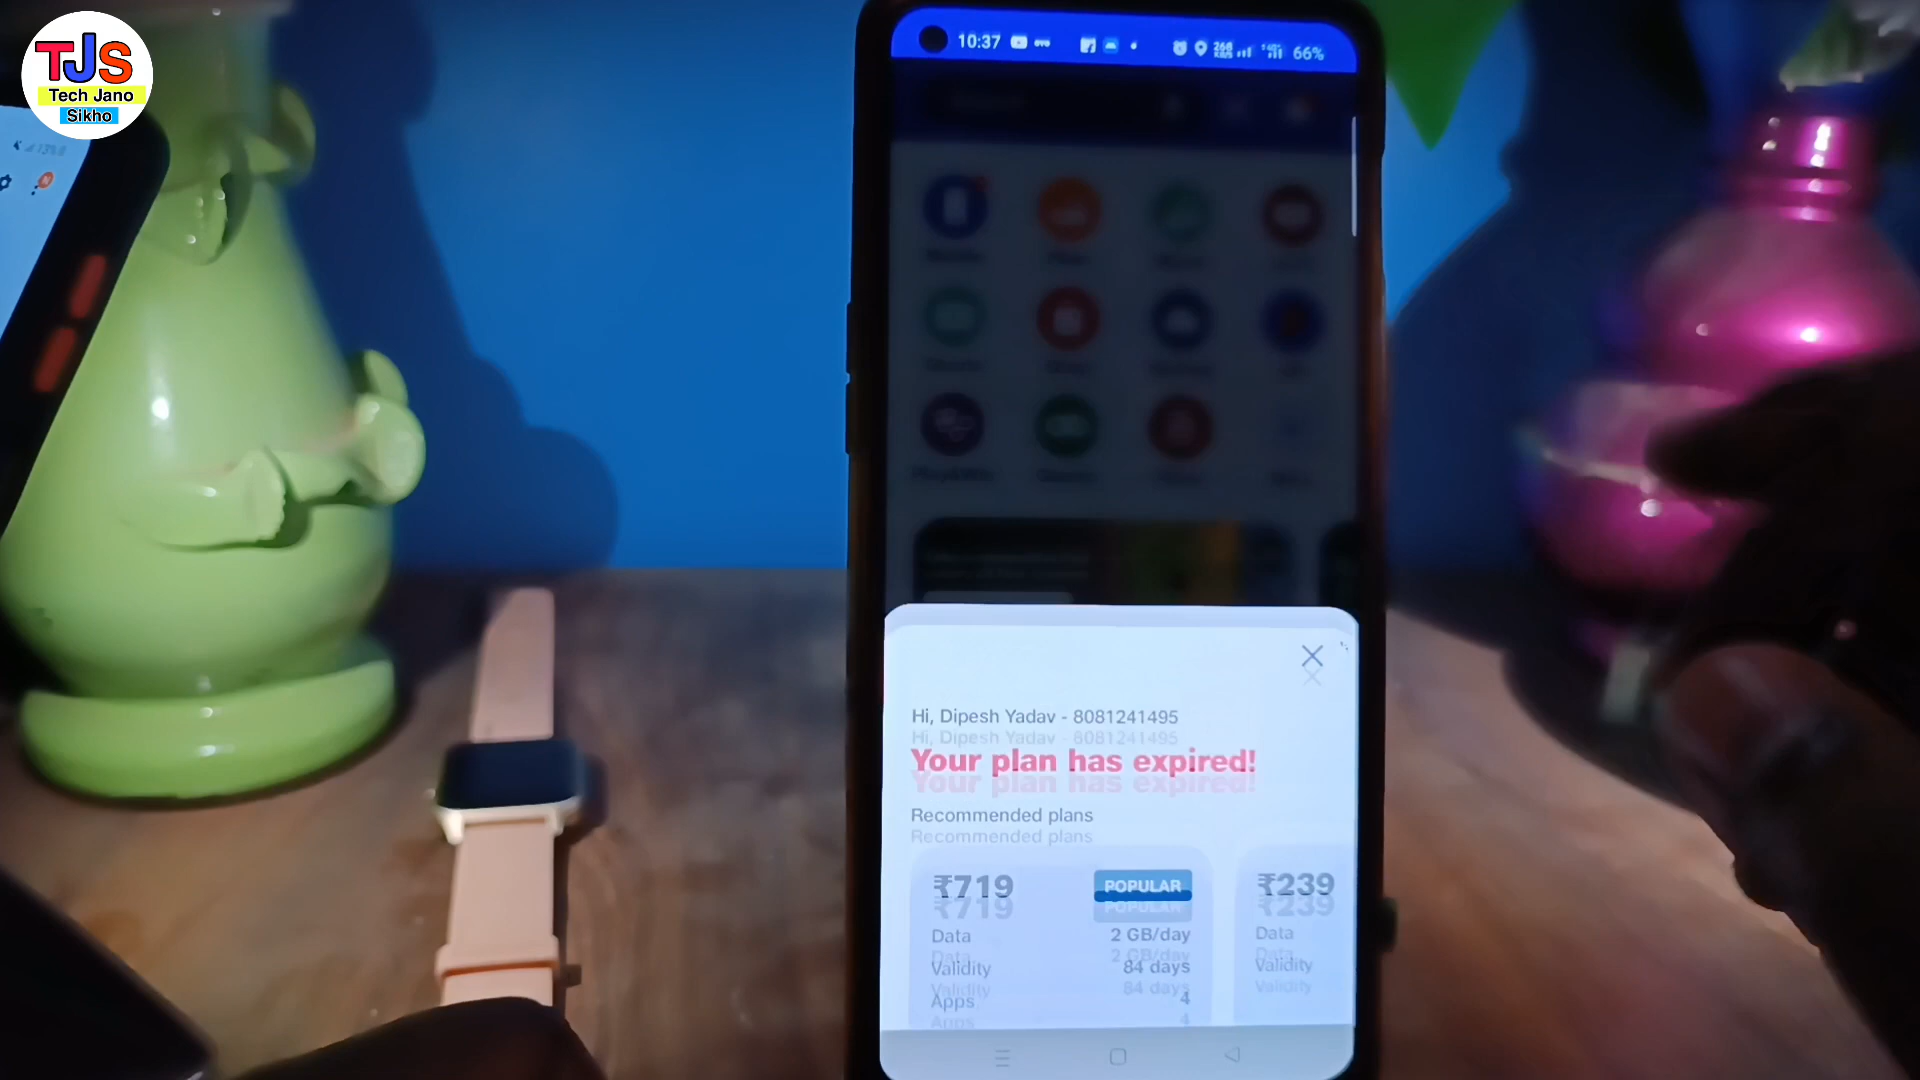 TJS
Tech Jano
Sikho
10:37
66%
Hi, Dipesh Yadav - 8081241495
Your plan has expired!
Recommended plans
₹719 POPULAR ₹239
Data 2 GB/day Data
Validity 84 days Validity
Apps 4